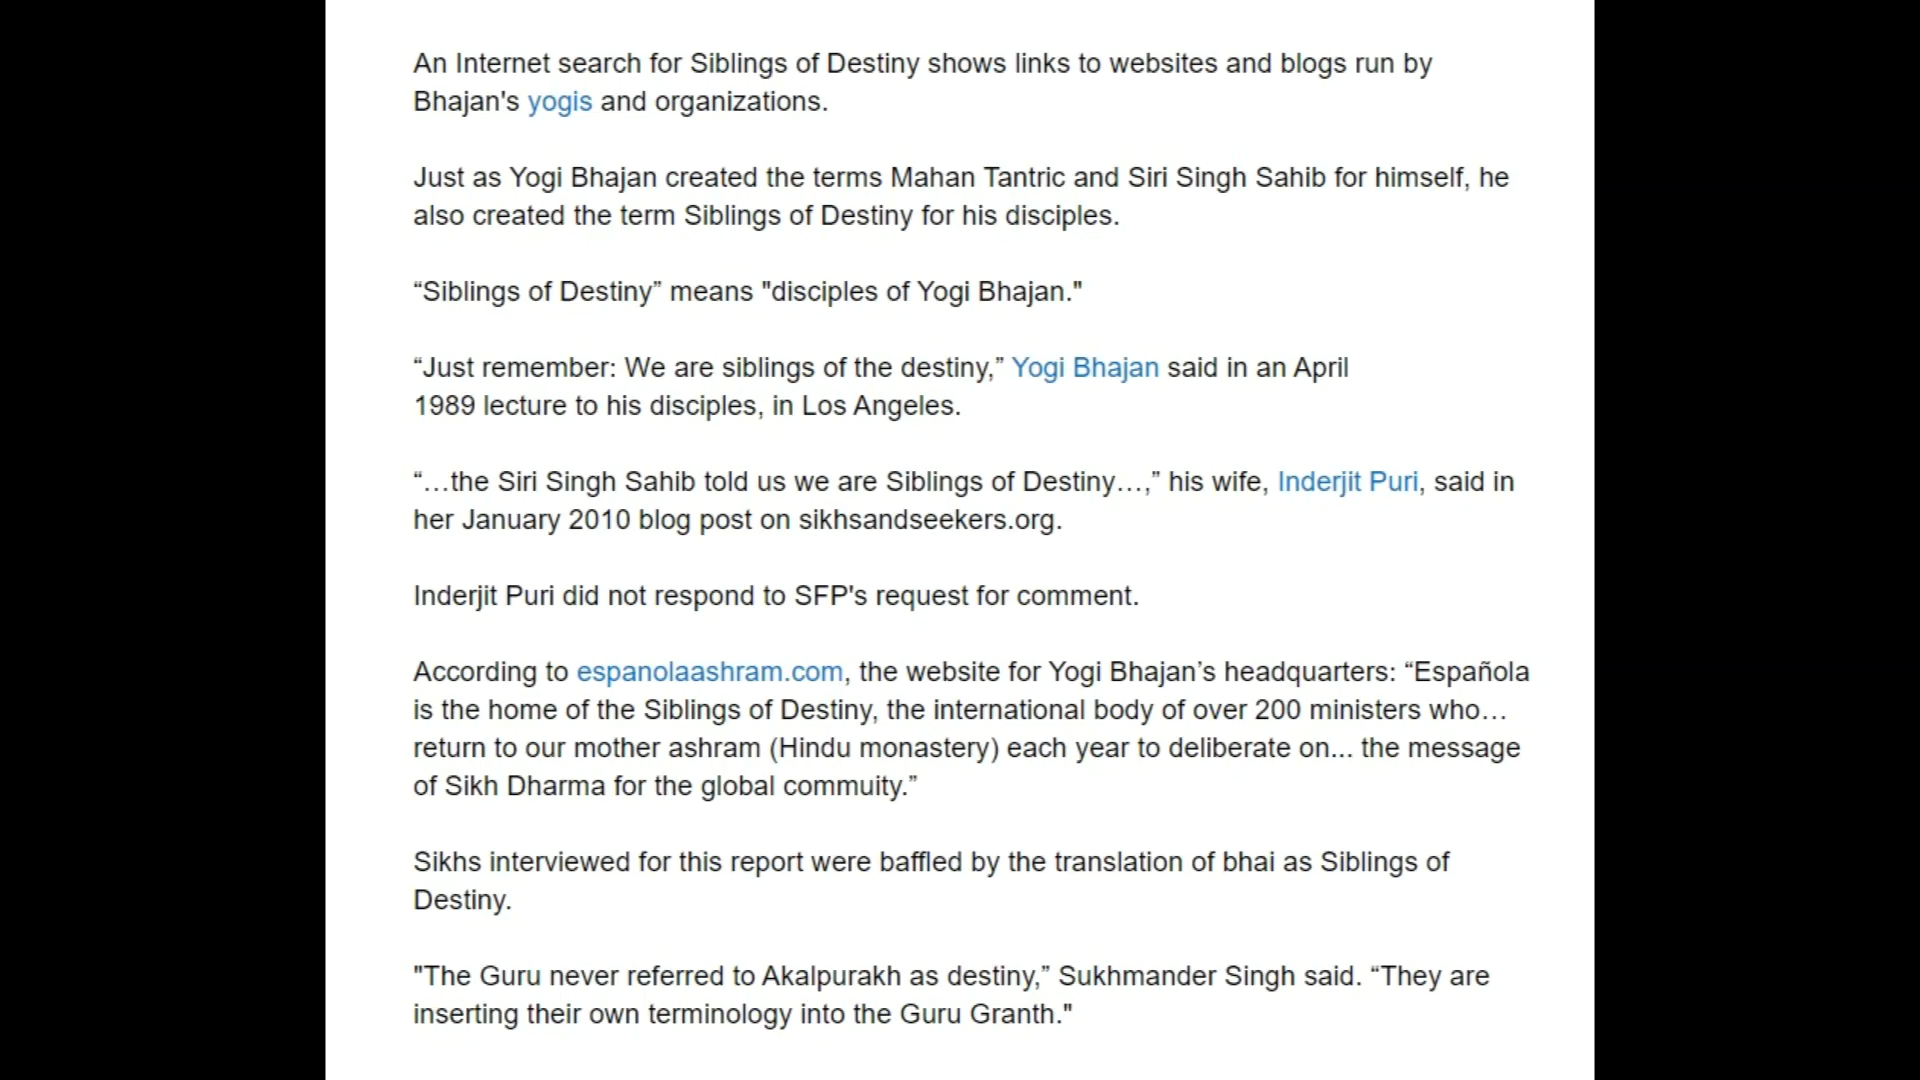 An Internet search for Siblings of Destiny shows links to websites and blogs run by
Bhajan's yogis and organizations.
Just as Yogi Bhajan created the terms Mahan Tantric and Siri Singh Sahib for himself, he
also created the term Siblings of Destiny for his disciples.
“Siblings of Destiny” means "disciples of Yogi Bhajan."
“Just remember: We are siblings of the destiny,” Yogi Bhajan said in an April
1989 lecture to his disciples, in Los Angeles.
“…the Siri Singh Sahib told us we are Siblings of Destiny…,” his wife, Inderjit Puri, said in
her January 2010 blog post on sikhsandseekers.org.
Inderjit Puri did not respond to SFP's request for comment.
According to espanolaashram.com, the website for Yogi Bhajan’s headquarters: “Española
is the home of the Siblings of Destiny, the international body of over 200 ministers who…
return to our mother ashram (Hindu monastery) each year to deliberate on... the message
of Sikh Dharma for the global commuity.”
Sikhs interviewed for this report were baffled by the translation of bhai as Siblings of
Destiny.
"The Guru never referred to Akalpurakh as destiny,” Sukhmander Singh said. “They are
inserting their own terminology into the Guru Granth."